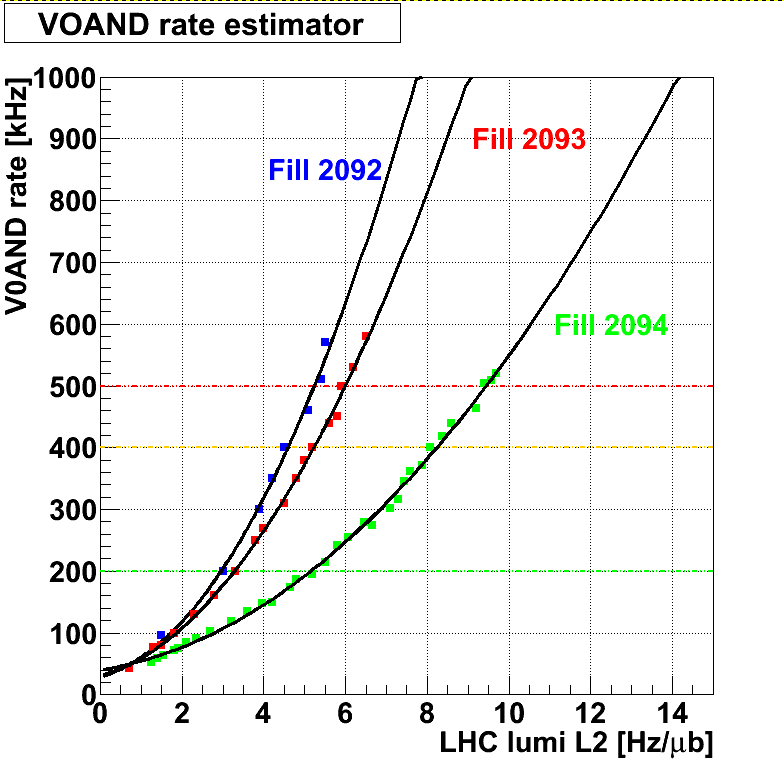 VOAND rate estimator
V0AND rate [kHz]
1000
900
800
700
600
500
400
300
200
100
0
Fill 2092
Fill 2093
Fill 2094
0 2 4 6 8 10 12 14
LHC lumi L2 [Hz/μb]